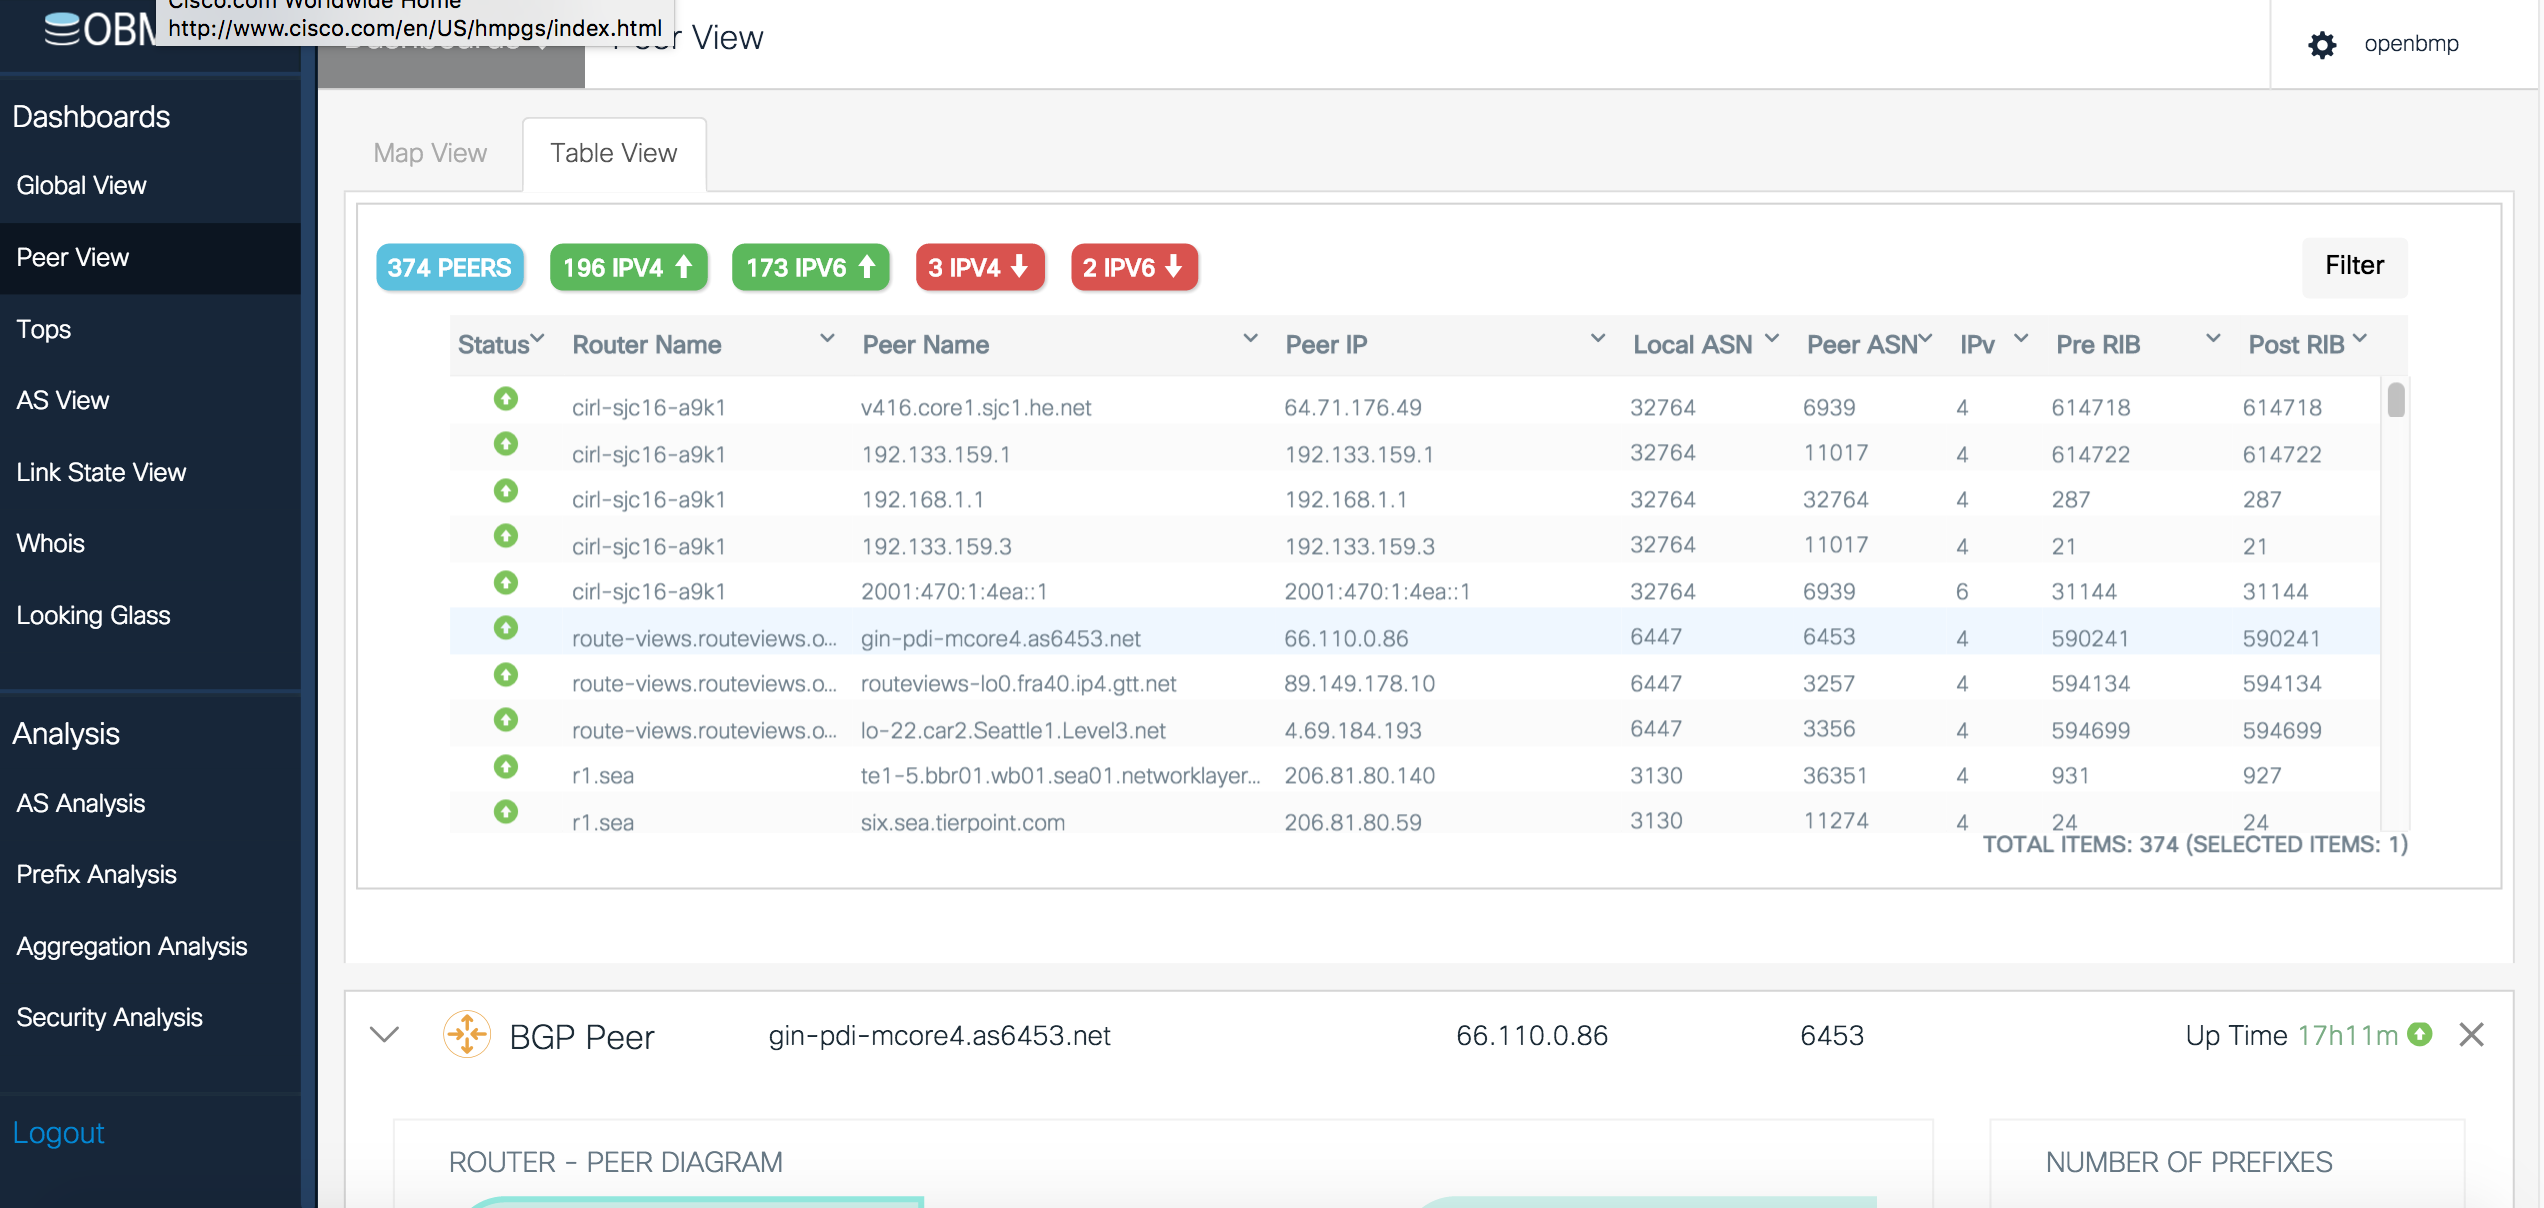 Cisco.com Worldwide Home
http://www.cisco.com/en/US/hmpgs/index.html
Peer View
openbmp
Dashboards
Global View
Peer View
Tops
AS View
Link State View
Whois
Looking Glass
Analysis
AS Analysis
Prefix Analysis
Aggregation Analysis
Security Analysis
Logout
Map View Table View
374 PEERS 196 IPV4 173 IPV6 3 IPV4 2 IPV6 Filter
Status Router Name Peer Name Peer IP Local ASN Peer ASN IPv Pre RIB Post RIB
cirl-sjc16-a9k1 v416.core1.sjc1.he.net 64.71.176.49 32764 6939 4 614718 614718
cirl-sjc16-a9k1 192.133.159.1 192.133.159.1 32764 11017 4 614722 614722
cirl-sjc16-a9k1 192.168.1.1 192.168.1.1 32764 32764 4 287 287
cirl-sjc16-a9k1 192.133.159.3 192.133.159.3 32764 11017 4 21 21
cirl-sjc16-a9k1 2001:470:1:4ea::1 2001:470:1:4ea::1 32764 6939 6 31144 31144
route-views.routeviews.o... gin-pdi-mcore4.as6453.net 66.110.0.86 6447 6453 4 590241 590241
route-views.routeviews.o... routeviews-lo0.fra40.ip4.gtt.net 89.149.178.10 6447 3257 4 594134 594134
route-views.routeviews.o... lo-22.car2.Seattle1.Level3.net 4.69.184.193 6447 3356 4 594699 594699
r1.sea te1-5.bbr01.wb01.sea01.networklayer... 206.81.80.140 3130 36351 4 931 927
r1.sea six.sea.tierpoint.com 206.81.80.59 3130 11274 4 24 24
TOTAL ITEMS: 374 (SELECTED ITEMS: 1)
BGP Peer gin-pdi-mcore4.as6453.net 66.110.0.86 6453 Up Time 17h11m
ROUTER - PEER DIAGRAM
NUMBER OF PREFIXES